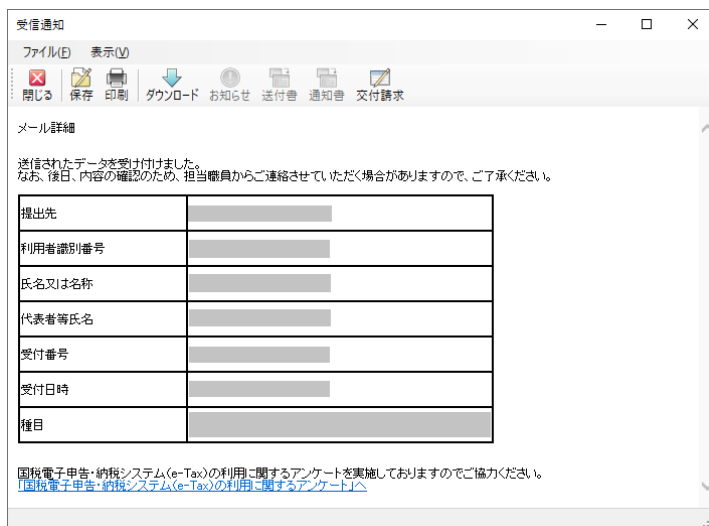 受信通知
ファイル(F) 表示(V)
閉じる 保存 印刷 ダウンロード お知らせ 送付書 通知書 交付請求
メール詳細
送信されたデータを受け付けました。
なお、後日、内容の確認のため、担当職員からご連絡させていただく場合がありますので、ご了承ください。
提出先
利用者識別番号
氏名又は名称
代表者等氏名
受付番号
受付日時
種目
国税電子申告・納税システム(e-Tax)の利用に関するアンケートを実施しておりますのでご協力ください。
「国税電子申告・納税システム(e-Tax)の利用に関するアンケート」へ